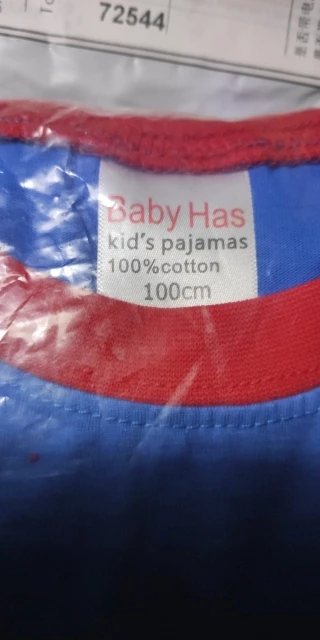 72544
Baby Has
kid's pajamas
100%cotton
100cm